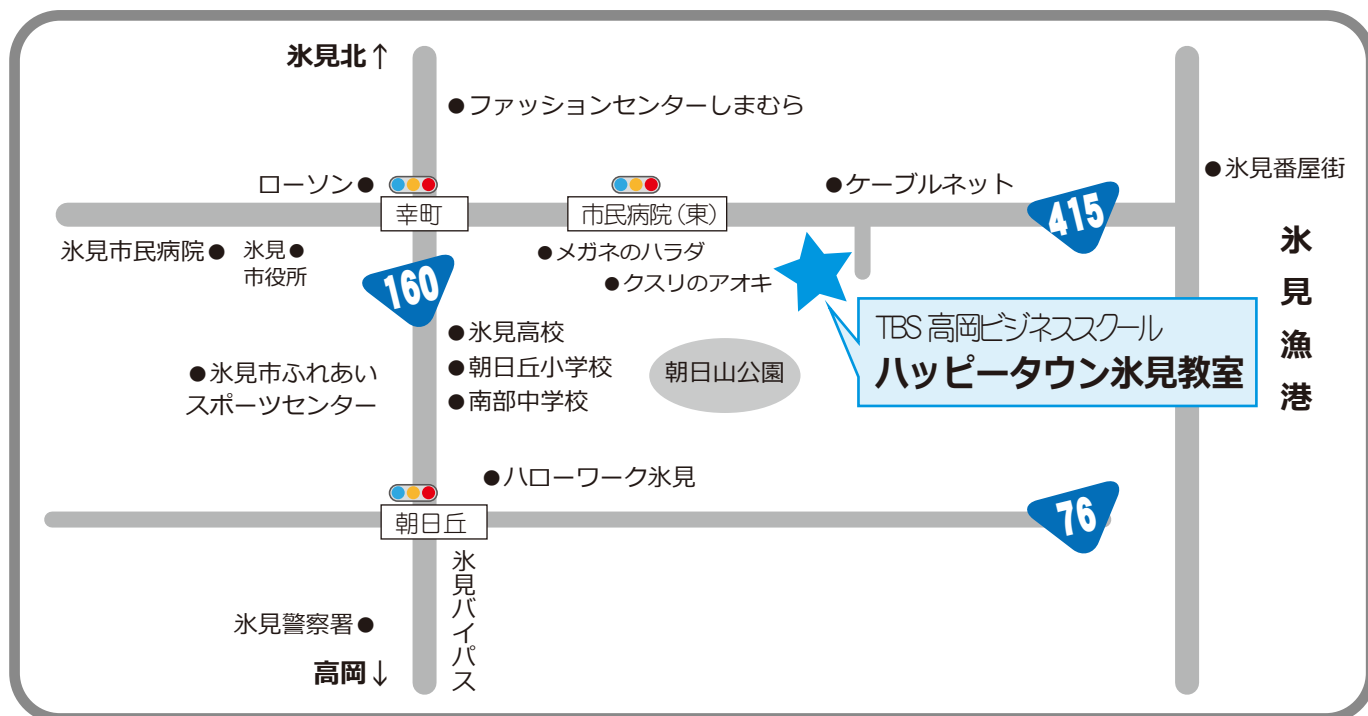 氷見北↑
●ファッションセンターしまむら
ローソン●
●ケーブルネット
●氷見番屋街
幸町
市民病院(東)
415
氷見市民病院●
氷見●
市役所
●メガネのハラダ
●クスリのアオキ
160
氷見漁港
TBS 高岡ビジネススクール
ハッピータウン氷見教室
●氷見高校
●朝日丘小学校
●南部中学校
朝日山公園
●氷見市ふれあい
スポーツセンター
●ハローワーク氷見
朝日丘
76
氷見バイパス
氷見警察署●
高岡↓